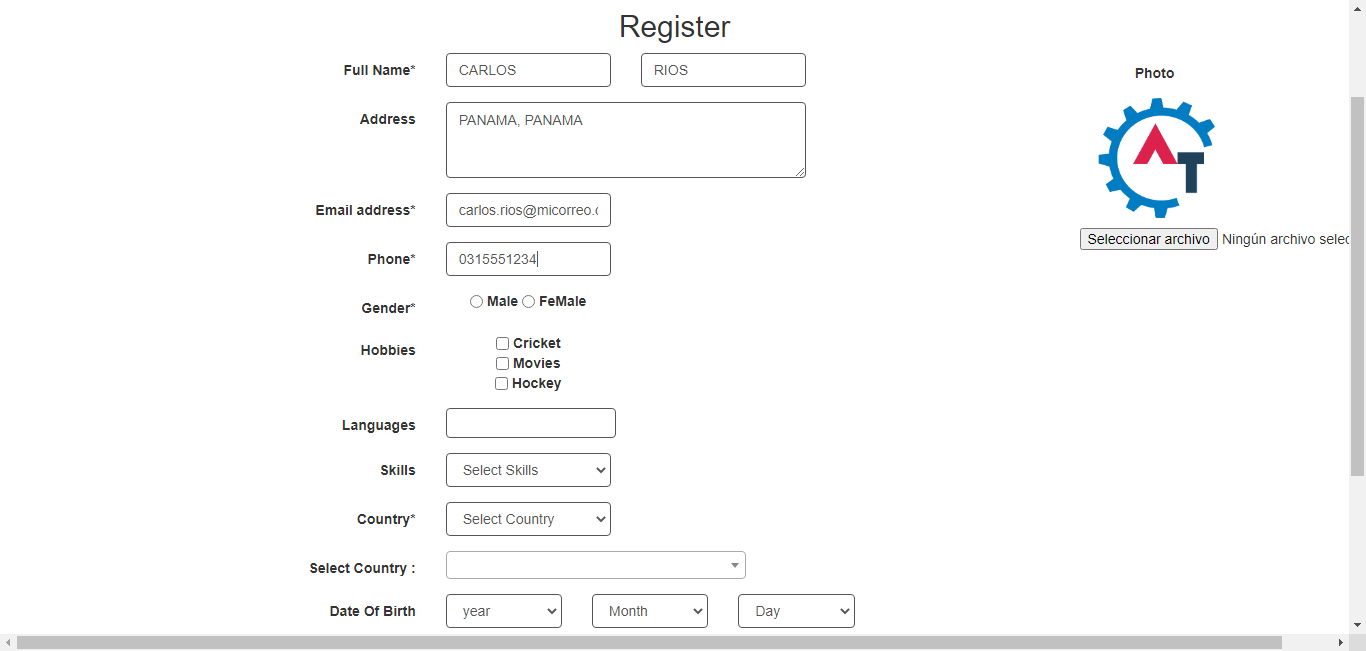 Register
Full Name* CARLOS RIOS
Photo
Address PANAMA, PANAMA
AT
Email address* carlos.rios@micorreo.
Seleccionar archivo Ningún archivo selec
Phone* 0315551234
Gender* Male FeMale
Hobbies Cricket
Movies
Hockey
Languages
Skills Select Skills
Country* Select Country
Select Country :
Date Of Birth year Month Day